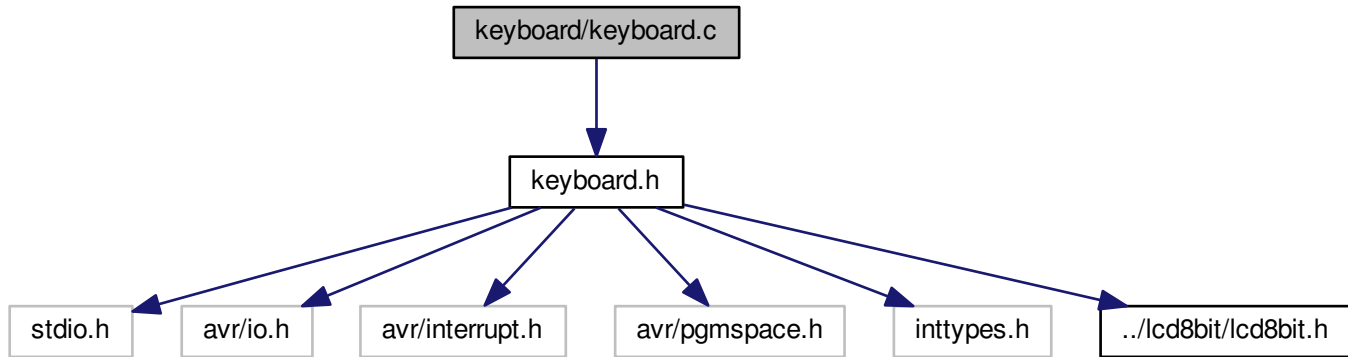 keyboard/keyboard.c
keyboard.h
stdio.h
avr/io.h
avr/interrupt.h
avr/pgmspace.h
inttypes.h
../lcd8bit/lcd8bit.h